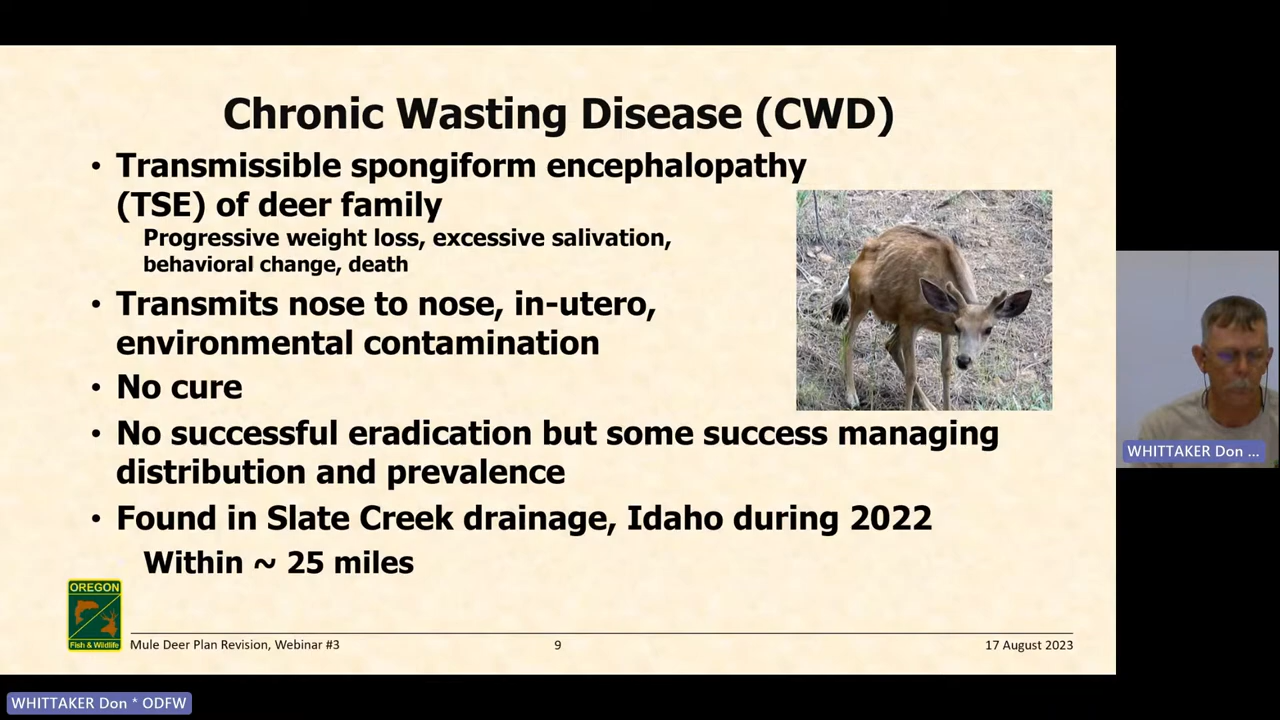 Chronic Wasting Disease (CWD)
• Transmissible spongiform encephalopathy
(TSE) of deer family
Progressive weight loss, excessive salivation,
behavioral change, death
• Transmits nose to nose, in-utero,
environmental contamination
• No cure
• No successful eradication but some success managing
distribution and prevalence
• Found in Slate Creek drainage, Idaho during 2022
Within ~ 25 miles
OREGON
Fish & Wildlife
Mule Deer Plan Revision, Webinar #3
9
17 August 2023
WHITTAKER Don ...
WHITTAKER Don * ODFW